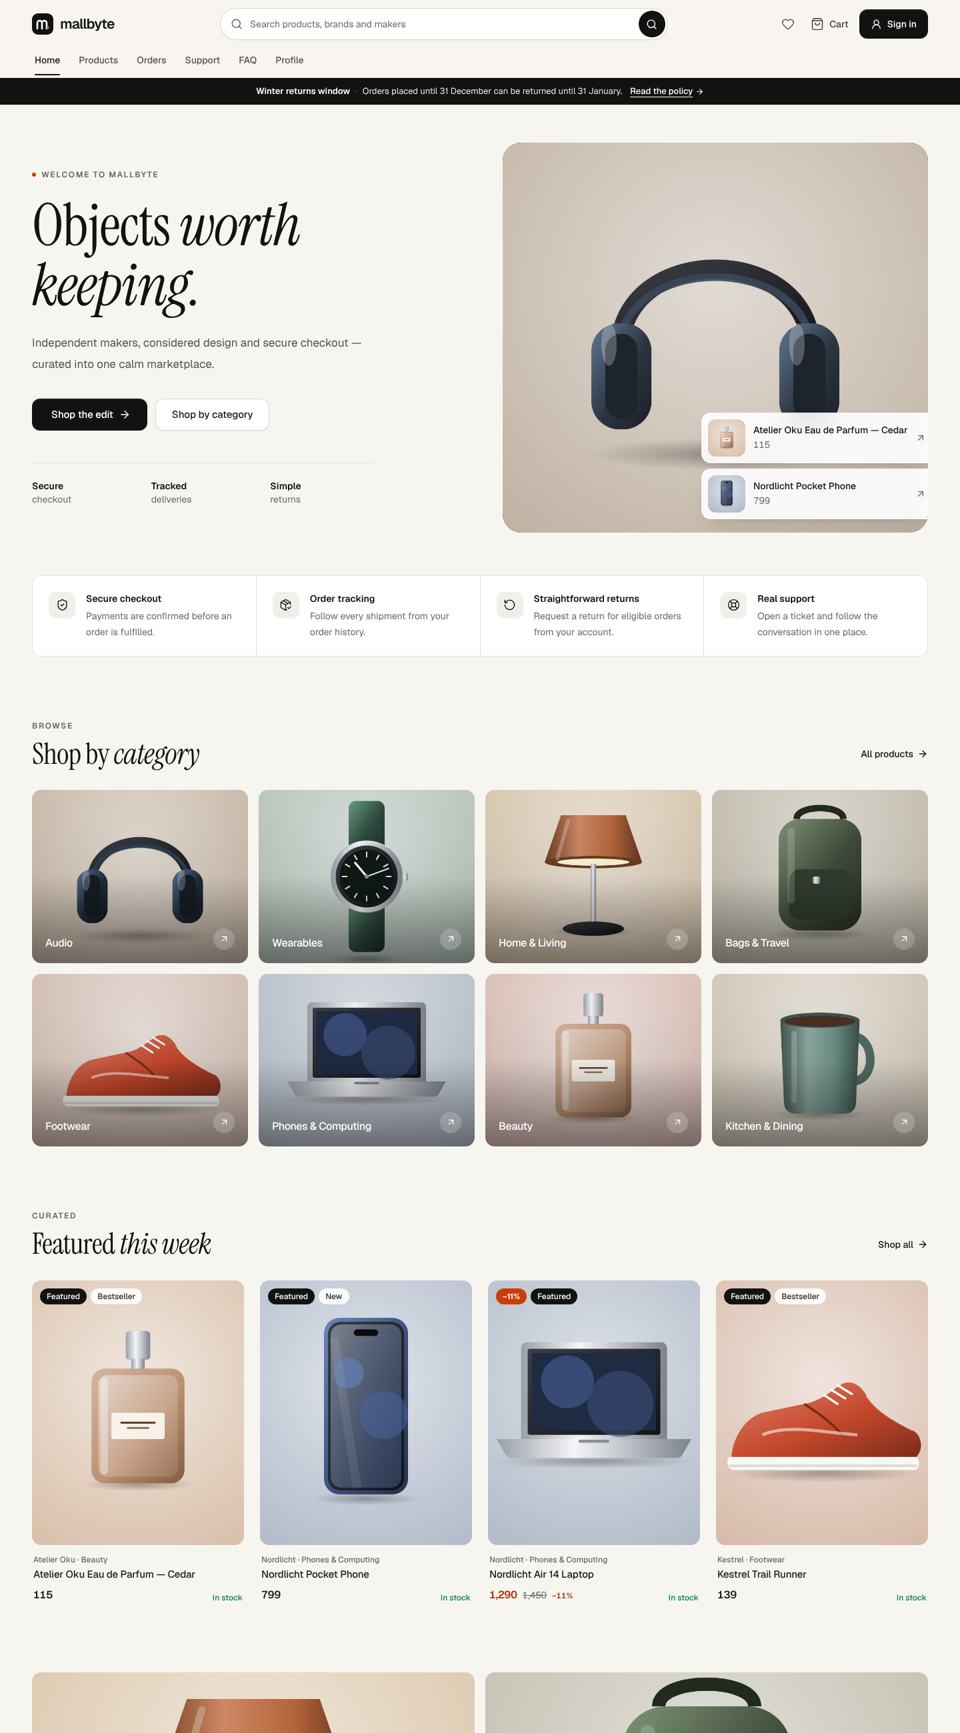 mallbyte
Search products, brands and makers
Cart
Sign in
Home
Products
Orders
Support
FAQ
Profile
Winter returns window · Orders placed until 31 December can be returned until 31 January. Read the policy →
WELCOME TO MALLBYTE
Objects worth
keeping.
Independent makers, considered design and secure checkout —
curated into one calm marketplace.
Shop the edit →
Shop by category
Secure
checkout
Tracked
deliveries
Simple
returns
Atelier Oku Eau de Parfum — Cedar
115
Nordlicht Pocket Phone
799
Secure checkout
Payments are confirmed before an
order is fulfilled.
Order tracking
Follow every shipment from your
order history.
Straightforward returns
Request a return for eligible orders
from your account.
Real support
Open a ticket and follow the
conversation in one place.
BROWSE
Shop by category
All products →
Audio
Wearables
Home & Living
Bags & Travel
Footwear
Phones & Computing
Beauty
Kitchen & Dining
CURATED
Featured this week
Shop all →
Featured
Bestseller
Featured
New
−11%
Featured
Featured
Bestseller
Atelier Oku · Beauty
Atelier Oku Eau de Parfum — Cedar
115
In stock
Nordlicht · Phones & Computing
Nordlicht Pocket Phone
799
In stock
Nordlicht · Phones & Computing
Nordlicht Air 14 Laptop
1,290 1,450 −11%
In stock
Kestrel · Footwear
Kestrel Trail Runner
139
In stock